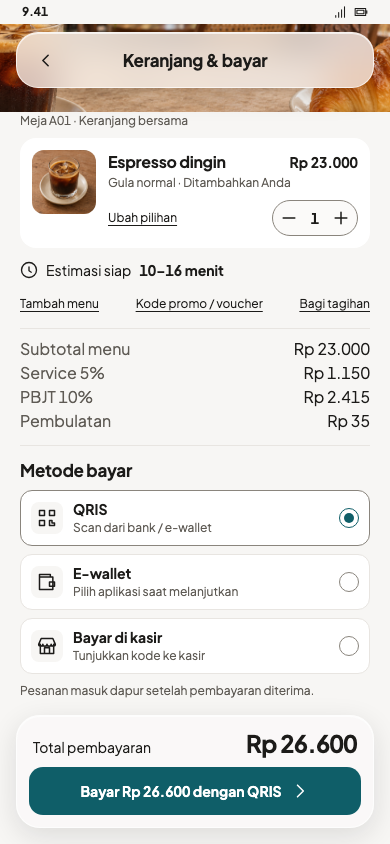 9.41
Keranjang & bayar
Meja A01 · Keranjang bersama
Espresso dingin
Rp 23.000
Gula normal · Ditambahkan Anda
Ubah pilihan
1
Estimasi siap 10–16 menit
Tambah menu
Kode promo / voucher
Bagi tagihan
Subtotal menu Rp 23.000
Service 5% Rp 1.150
PBJT 10% Rp 2.415
Pembulatan Rp 35
Metode bayar
QRIS
Scan dari bank / e-wallet
E-wallet
Pilih aplikasi saat melanjutkan
Bayar di kasir
Tunjukkan kode ke kasir
Pesanan masuk dapur setelah pembayaran diterima.
Total pembayaran Rp 26.600
Bayar Rp 26.600 dengan QRIS